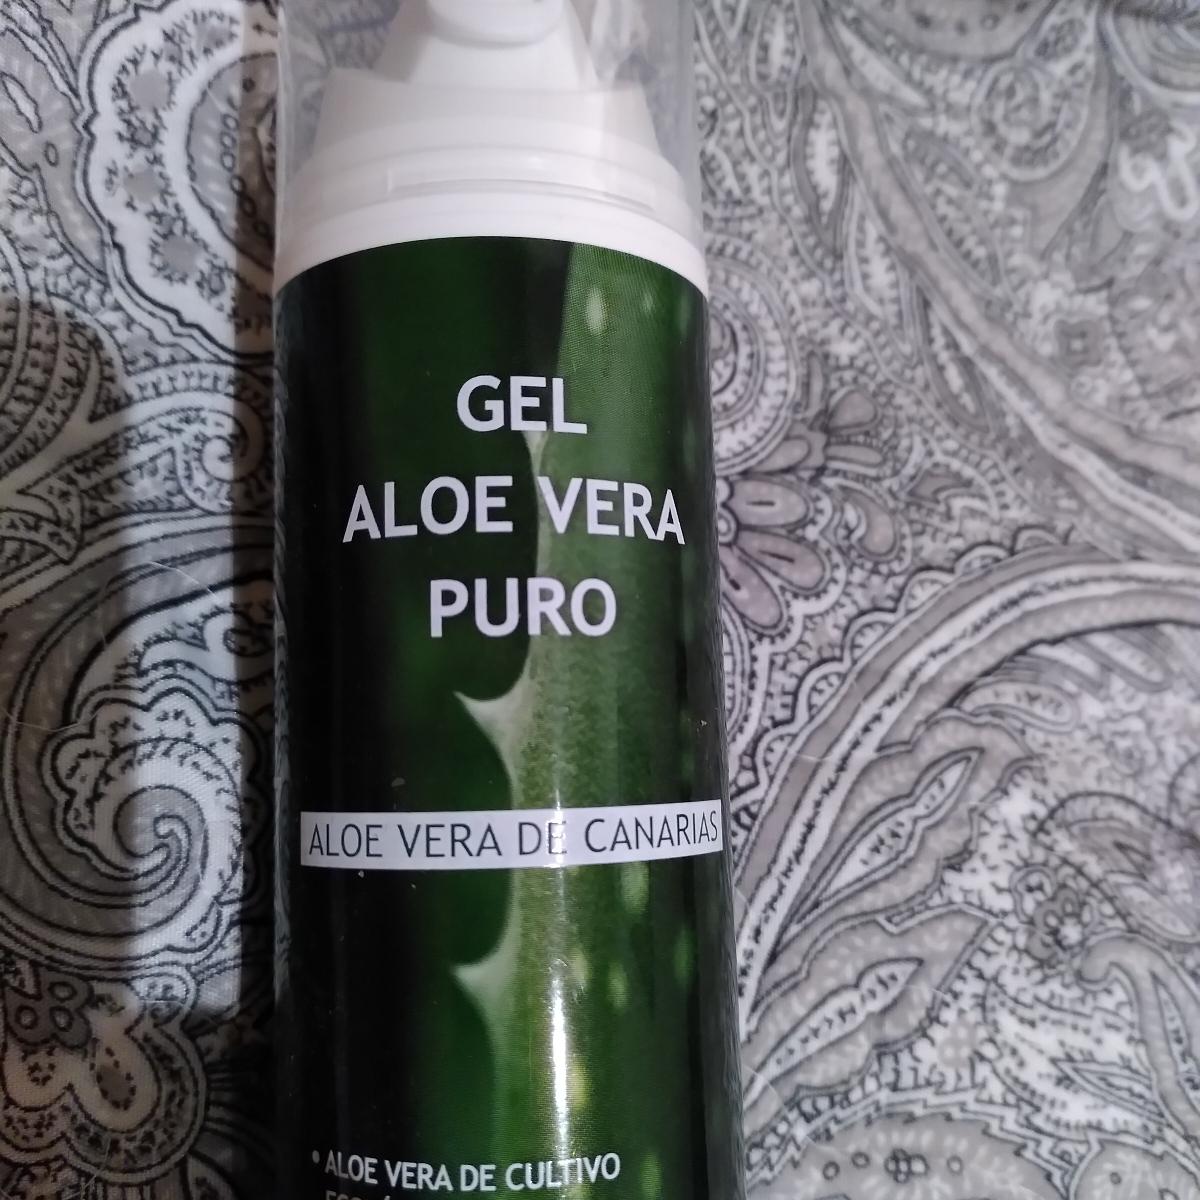 GEL
ALOE VERA
PURO
ALOE VERA DE CANARIAS
• ALOE VERA DE CULTIVO